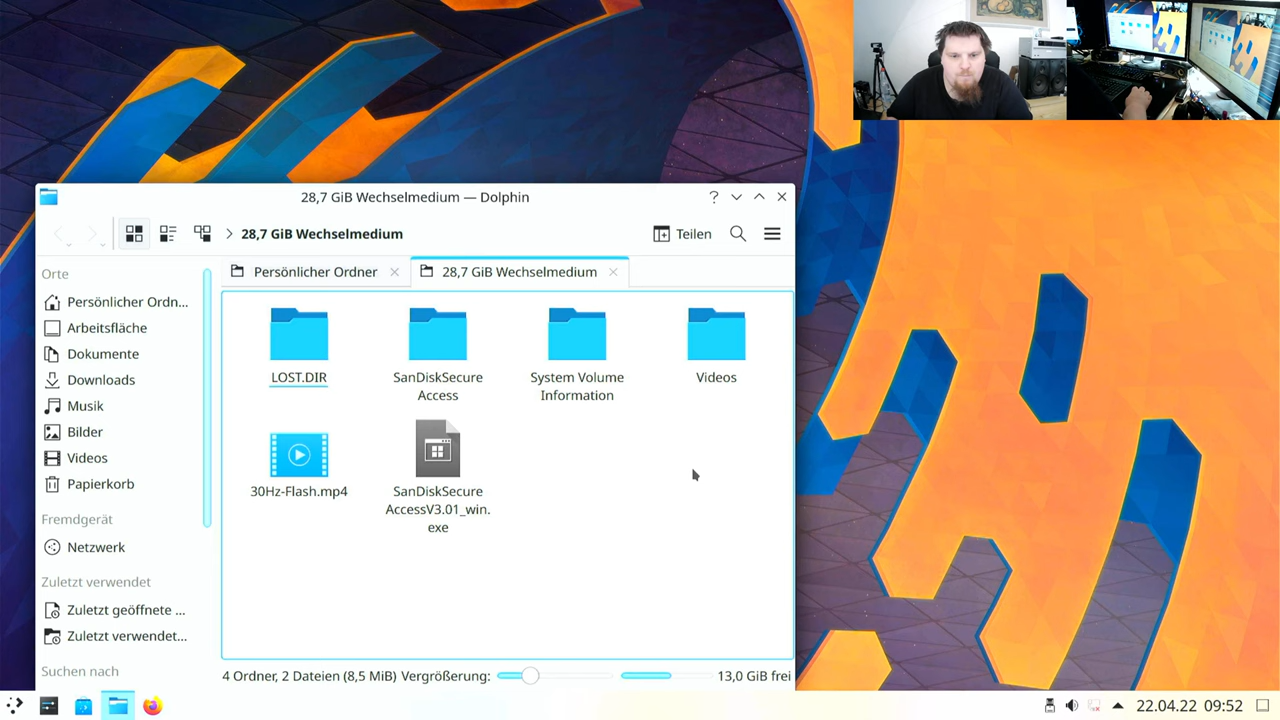 28,7 GiB Wechselmedium — Dolphin
28,7 GiB Wechselmedium
Teilen
Orte
Persönlicher Ordn...
Arbeitsfläche
Dokumente
Downloads
Musik
Bilder
Videos
Papierkorb
Fremdgerät
Netzwerk
Zuletzt verwendet
Zuletzt geöffnete ...
Zuletzt verwendet...
Suchen nach
Persönlicher Ordner
28,7 GiB Wechselmedium
LOST.DIR
SanDiskSecure
Access
System Volume
Information
Videos
30Hz-Flash.mp4
SanDiskSecure
AccessV3.01_win.
exe
4 Ordner, 2 Dateien (8,5 MiB)
Vergrößerung:
13,0 GiB frei
22.04.22 09:52